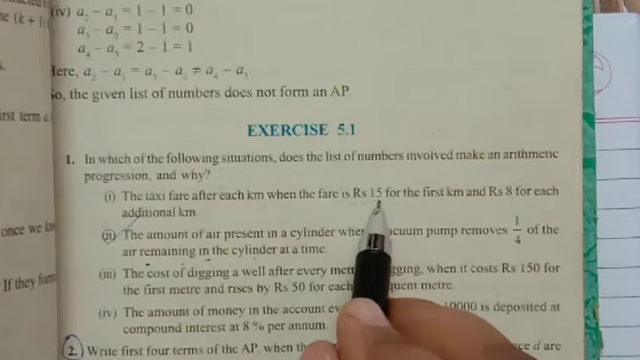 (iv) a₂ – a₁ = 1 – 1 = 0
a₃ – a₂ = 1 – 1 = 0
a₄ – a₃ = 2 – 1 = 1
Here, a₂ – a₁ = a₃ – a₂ ≠ a₄ – a₃
So, the given list of numbers does not form an AP
EXERCISE 5.1
1. In which of the following situations, does the list of numbers involved make an arithmetic
progression, and why?
(i) The taxi fare after each km when the fare is Rs 15 for the first km and Rs 8 for each
additional km.
(ii) The amount of air present in a cylinder when vacuum pump removes 1/4 of the
air remaining in the cylinder at a time.
(iii) The cost of digging a well after every digging, when it costs Rs 150 for
the first metre and rises by Rs 50 for each metre.
(iv) The amount of money in the account 10000 is deposited at
compound interest at 8 % per annum.
2. Write first four terms of the AP, when d are
(k + 1
irst term
once we
If they form